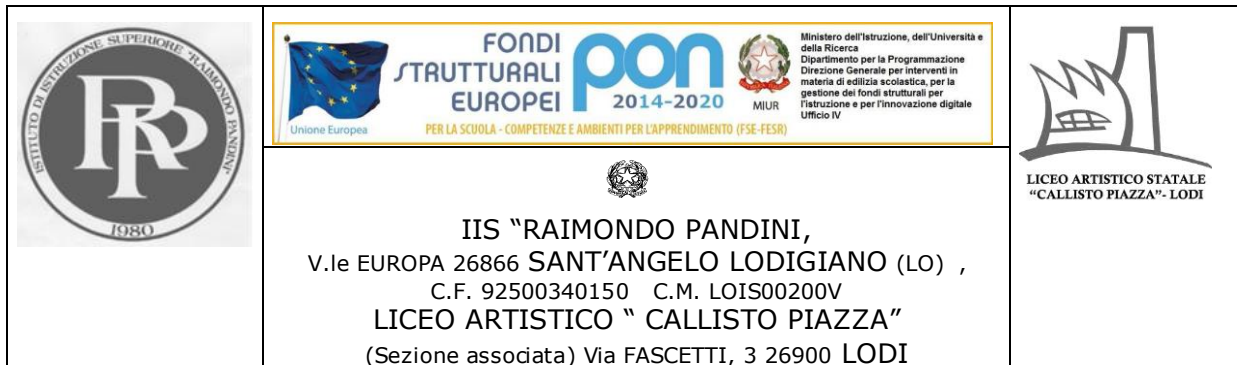 ISTITUTO DI ISTRUZIONE SUPERIORE "RAIMONDO PANDINI"
RP
1980
Unione Europea
FONDI
STRUTTURALI
EUROPEI
pon
2014-2020
MIUR
Ministero dell'Istruzione, dell'Università e
della Ricerca
Dipartimento per la Programmazione
Direzione Generale per interventi in
materia di edilizia scolastica, per la
gestione dei fondi strutturali per
l'istruzione e per l'innovazione digitale
Ufficio IV
PER LA SCUOLA - COMPETENZE E AMBIENTI PER L'APPRENDIMENTO (FSE-FESR)
IIS “RAIMONDO PANDINI,
V.le EUROPA 26866 SANT’ANGELO LODIGIANO (LO) ,
C.F. 92500340150 C.M. LOIS00200V
LICEO ARTISTICO “ CALLISTO PIAZZA”
(Sezione associata) Via FASCETTI, 3 26900 LODI
LICEO ARTISTICO STATALE
“CALLISTO PIAZZA”- LODI